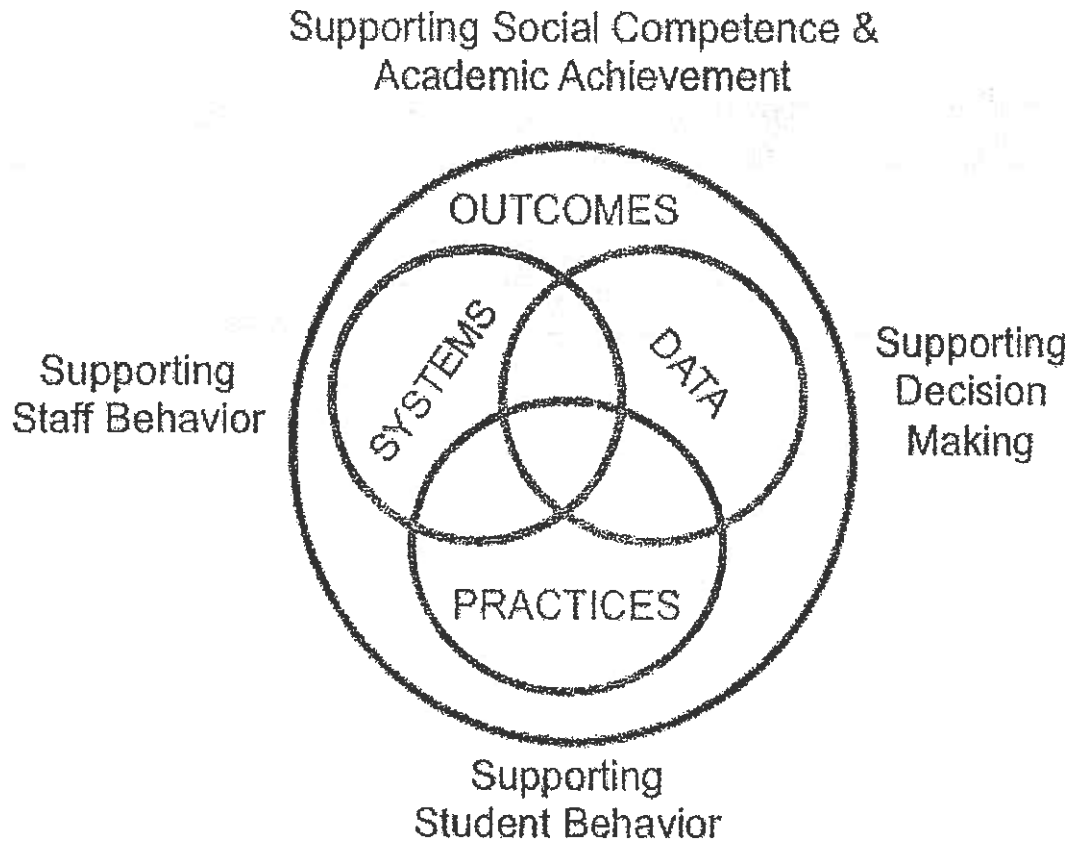 Supporting Social Competence &
Academic Achievement
OUTCOMES
SYSTEMS
DATA
Supporting
Staff Behavior
Supporting
Decision
Making
PRACTICES
Supporting
Student Behavior